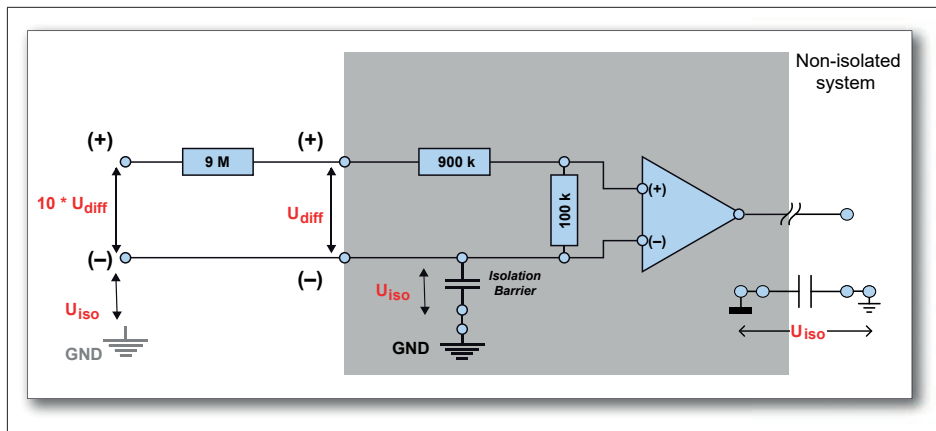 Non-isolated
system
(+)
(+)
9 M
900 k
10 * Udiff
Udiff
100 k
(+)
(–)
(–)
(–)
Uiso
Uiso
Isolation
Barrier
GND
GND
Uiso